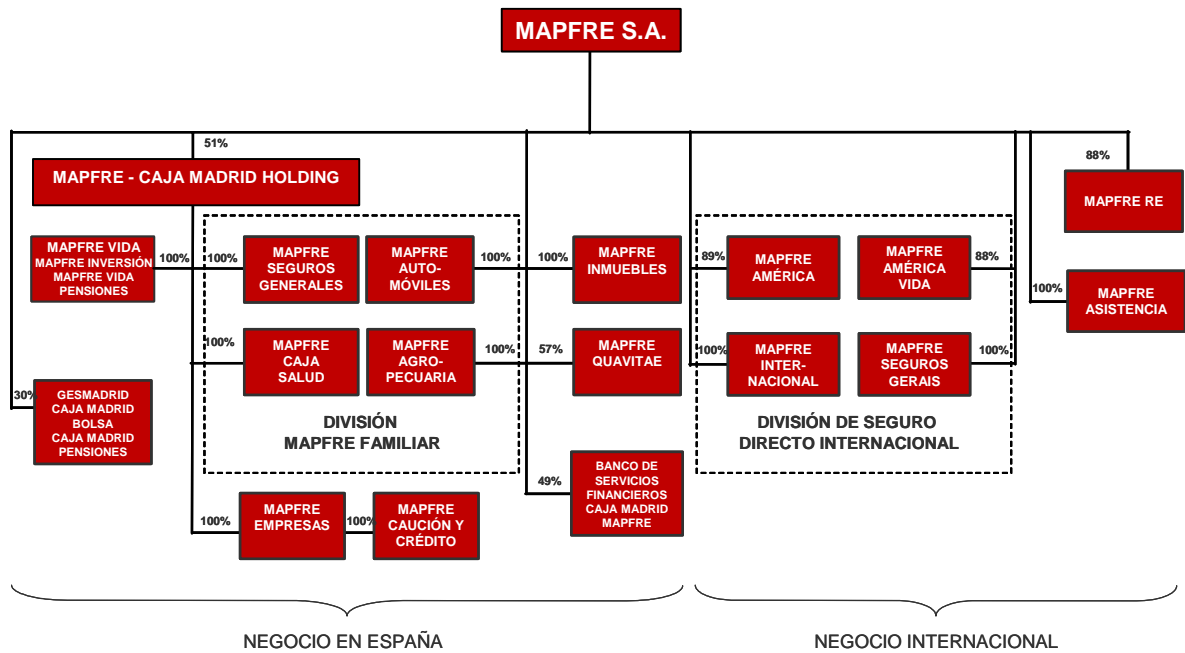 MAPFRE S.A.
51%
MAPFRE - CAJA MADRID HOLDING
88%
MAPFRE RE
MAPFRE VIDA
MAPFRE INVERSIÓN
MAPFRE VIDA
PENSIONES
100%
100%
MAPFRE
SEGUROS
GENERALES
MAPFRE
AUTO-
MÓVILES
100%
100%
MAPFRE
INMUEBLES
89%
MAPFRE
AMÉRICA
MAPFRE
AMÉRICA
VIDA
88%
100%
MAPFRE
ASISTENCIA
100%
MAPFRE
CAJA
SALUD
MAPFRE
AGRO-
PECUARIA
100%
57%
MAPFRE
QUAVITAE
100%
MAPFRE
INTER-
NACIONAL
MAPFRE
SEGUROS
GERAIS
100%
30%
GESMADRID
CAJA MADRID
BOLSA
CAJA MADRID
PENSIONES
DIVISIÓN
MAPFRE FAMILIAR
DIVISIÓN DE SEGURO
DIRECTO INTERNACIONAL
49%
BANCO DE
SERVICIOS
FINANCIEROS
CAJA MADRID
MAPFRE
100%
MAPFRE
EMPRESAS
100%
MAPFRE
CAUCIÓN Y
CRÉDITO
NEGOCIO EN ESPAÑA
NEGOCIO INTERNACIONAL